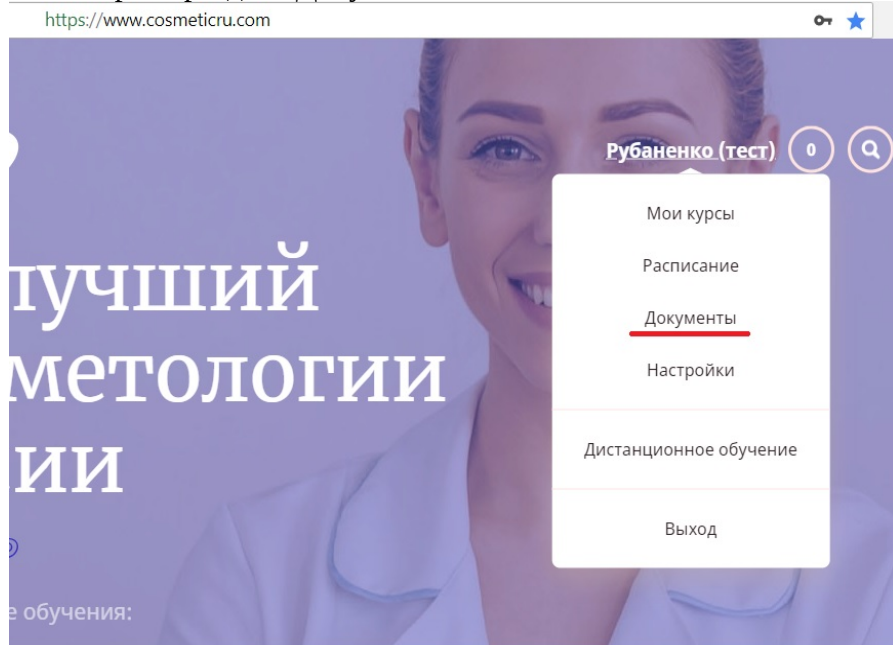 https://www.cosmeticru.com
Рубаненко (тест)
0
Мои курсы
Расписание
Документы
Настройки
Дистанционное обучение
Выход
лучший
метологии
ии
е обучения: